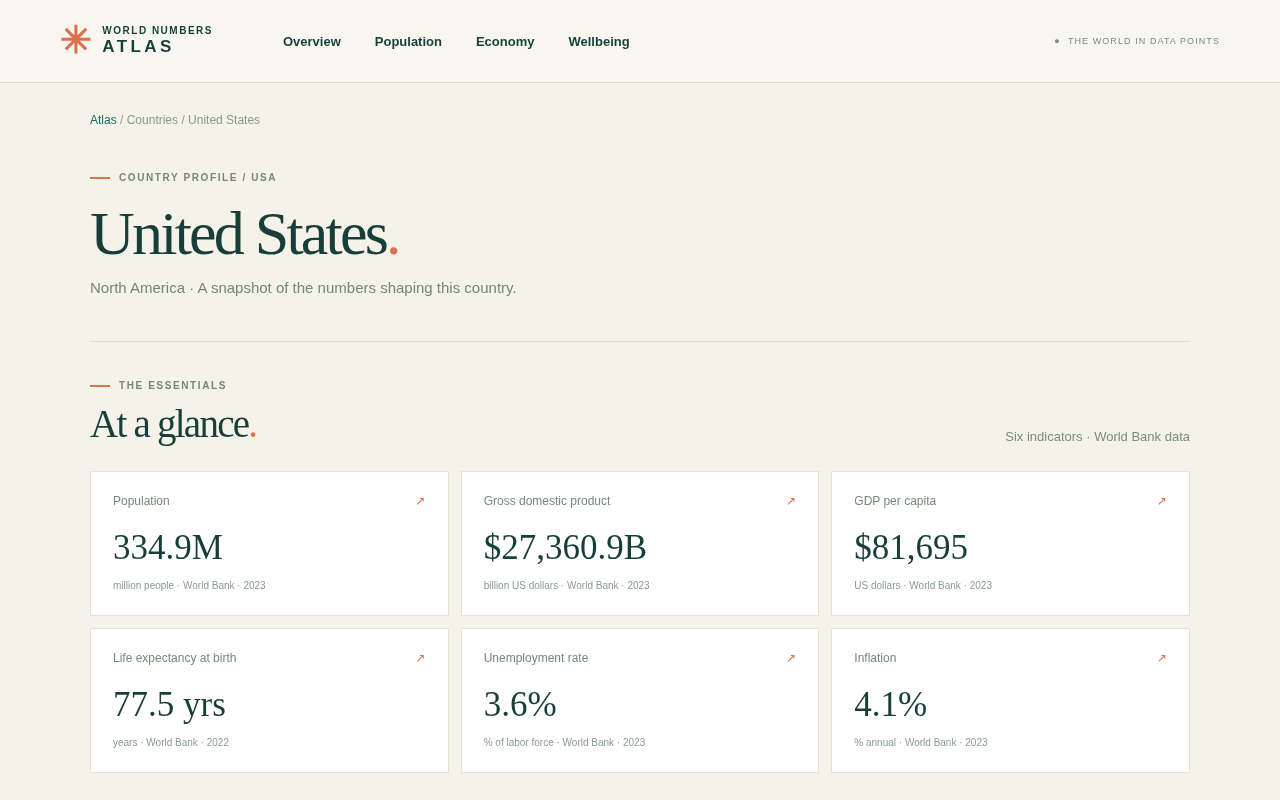 WORLD NUMBERS
ATLAS
Overview Population Economy Wellbeing
• THE WORLD IN DATA POINTS
Atlas / Countries / United States
COUNTRY PROFILE / USA
United States.
North America · A snapshot of the numbers shaping this country.
THE ESSENTIALS
At a glance.
Six indicators · World Bank data
Population ↗
334.9M
million people · World Bank · 2023
Gross domestic product ↗
$27,360.9B
billion US dollars · World Bank · 2023
GDP per capita ↗
$81,695
US dollars · World Bank · 2023
Life expectancy at birth ↗
77.5 yrs
years · World Bank · 2022
Unemployment rate ↗
3.6%
% of labor force · World Bank · 2023
Inflation ↗
4.1%
% annual · World Bank · 2023